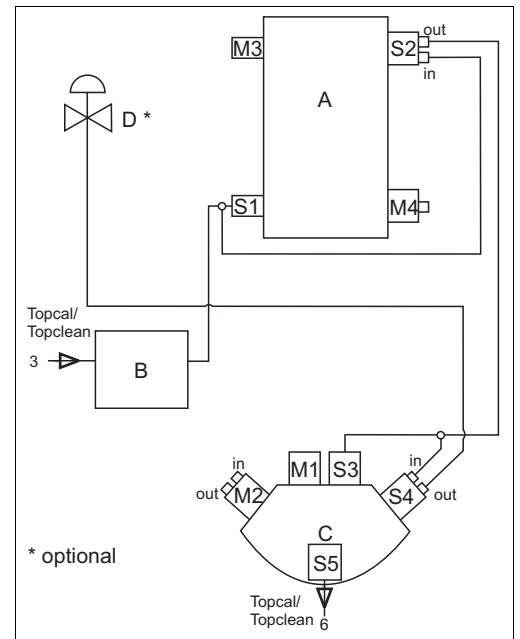 out
M3
S2
in
A
D *
S1
M4
Topcal/
Topclean
3
B
in
in
M1
S3
out
M2
S4
out
C
S5
* optional
Topcal/
Topclean
6